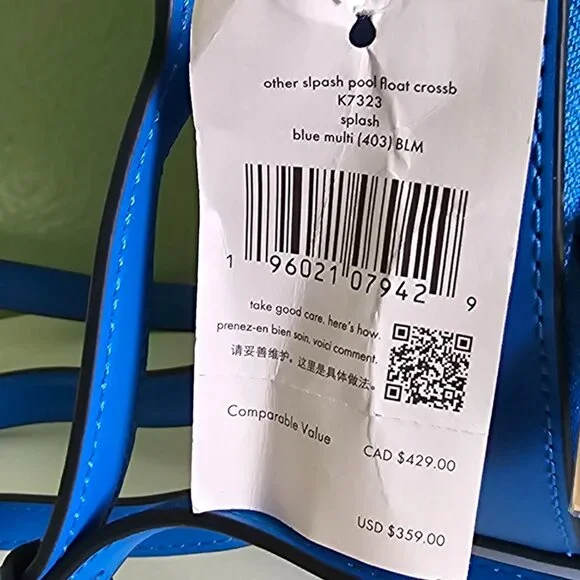 other slpash pool float crossb
K7323
splash
blue multi (403) BLM
1 96021 07942 9
take good care. here's how.
prenez-en bien soin. voici comment.
请妥善维护。这里是具体做法。
Comparable Value
CAD $429.00
USD $359.00